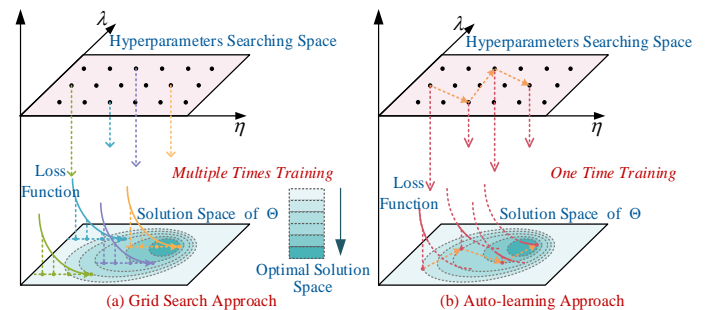 λ
Hyperparameters Searching Space
η
Loss
Function
Multiple Times Training
Solution Space of Θ
Optimal Solution
Space
(a) Grid Search Approach
λ
Hyperparameters Searching Space
η
Loss
Function
One Time Training
Solution Space of Θ
(b) Auto-learning Approach